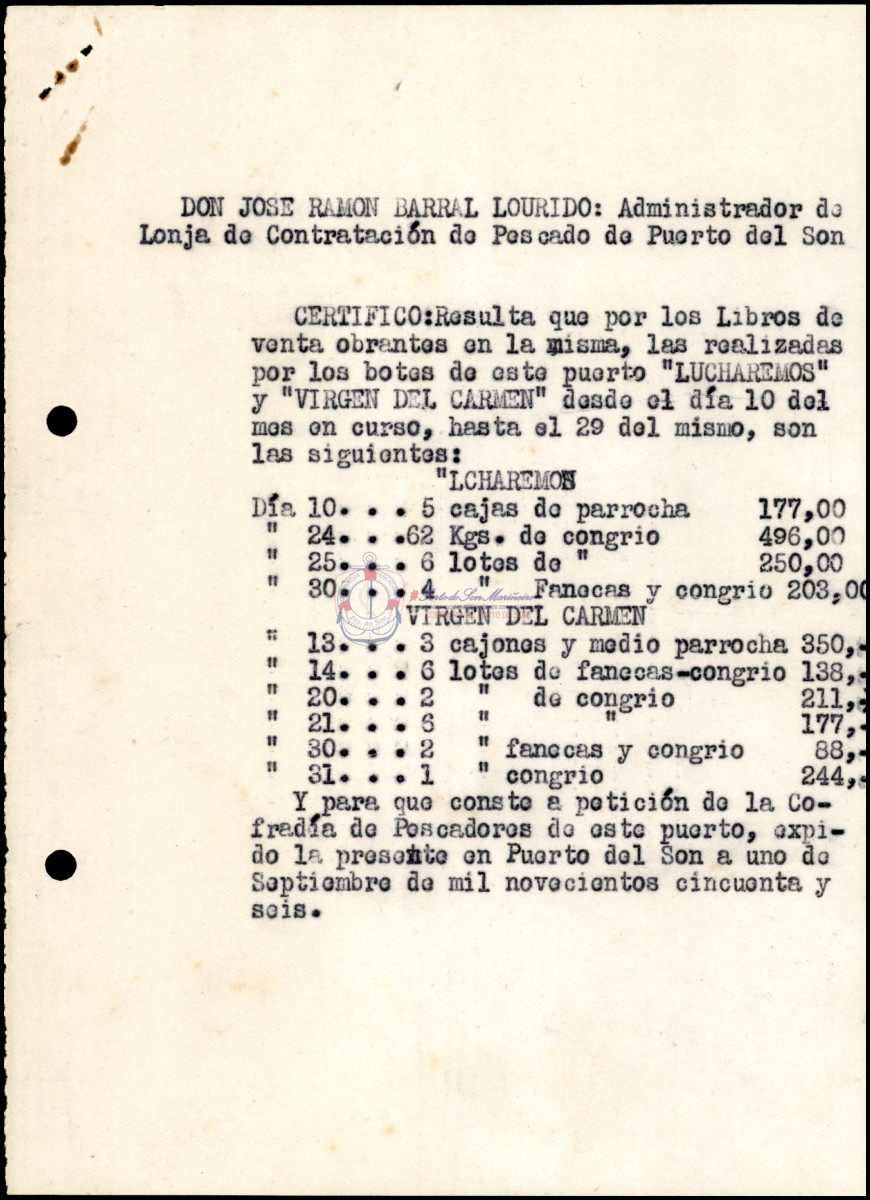 DON JOSE RAMON BARRAL LOURIDO: Administrador de
Lonja de Contratación de Pescado de Puerto del Son
CERTIFICO:Resulta que por los Libros de
venta obrantes en la misma, las realizadas
por los botes de este puerto "LUCHAREMOS"
y "VIRGEN DEL CARMEN" desde el día 10 del
mes en curso, hasta el 29 del mismo, son
las siguientes:
"LCHAREMOS
Día 10. . . 5 cajas de parrocha 177,00
" 24. . .62 Kgs. de congrio 496,00
" 25. . . 6 lotes de " 250,00
" 30. . . 4 " Fanecas y congrio 203,00
#Porto do Son Mariñeiro
VIRGEN DEL CARMEN
" 13. . . 3 cajones y medio parrocha 350,-
" 14. . . 6 lotes de fanecas-congrio 138,-
" 20. . . 2 " de congrio 211,-
" 21. . . 6 " " 177,-
" 30. . . 2 " fanecas y congrio 88,-
" 31. . . 1 " congrio 244,-
Y para que conste a petición de la Co-
fradía de Pescadores de este puerto, expi-
do la presente en Puerto del Son a uno de
Septiembre de mil novecientos cincuenta y
seis.